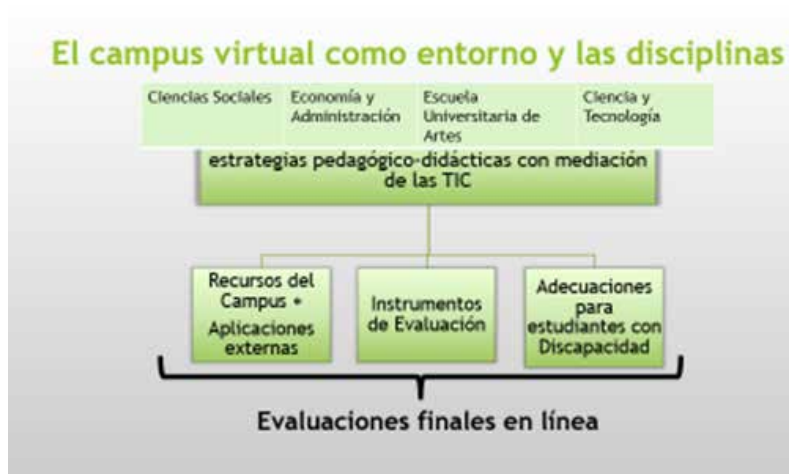 El campus virtual como entorno y las disciplinas
Ciencias Sociales
Economía y
Administración
Escuela
Universitaria de
Artes
Ciencia y
Tecnología
estrategias pedagógico-didácticas con mediación
de las TIC
Recursos del
Campus +
Aplicaciones
externas
Instrumentos
de Evaluación
Adecuaciones
para
estudiantes con
Discapacidad
Evaluaciones finales en línea